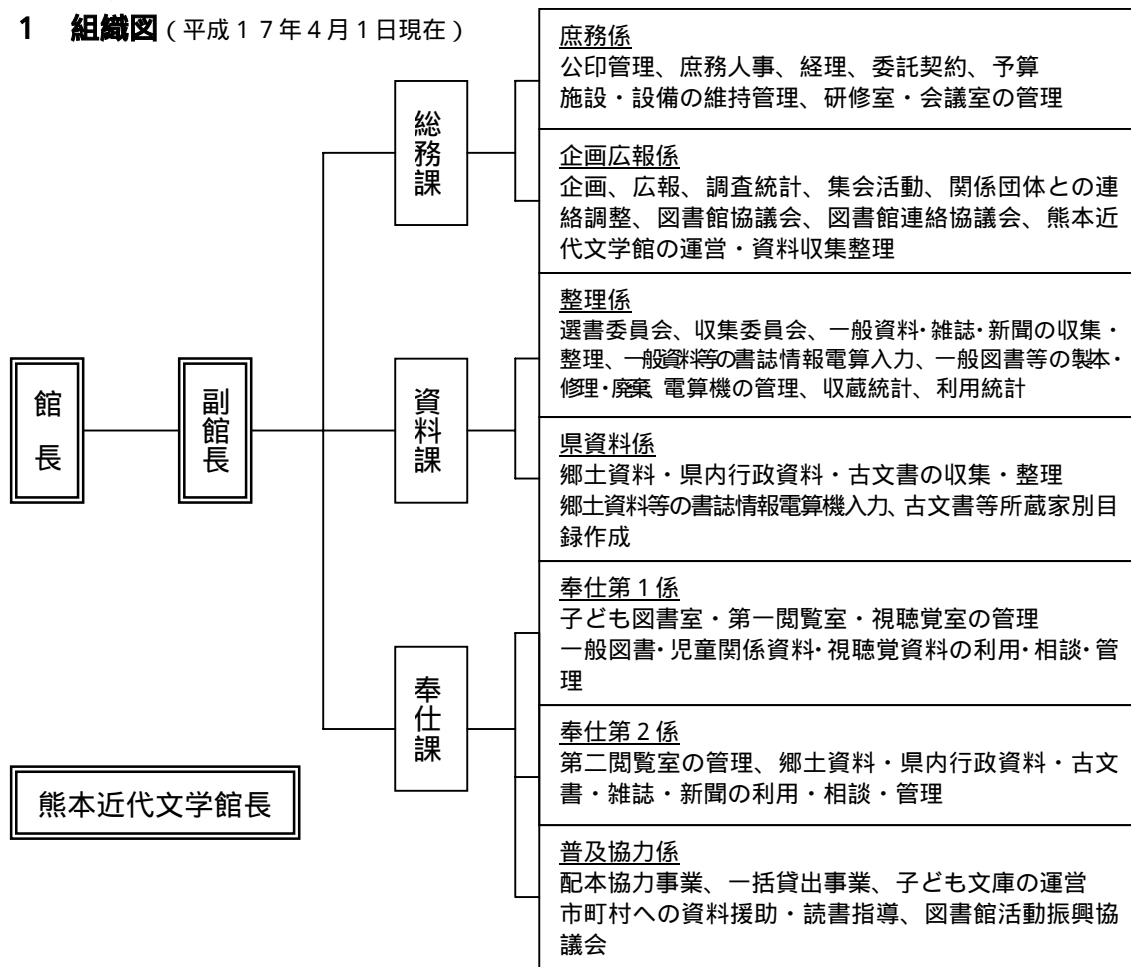 1 組織図(平成17年4月1日現在)
館長
副館長
総務課
資料課
奉仕課
熊本近代文学館長
庶務係
公印管理、庶務人事、経理、委託契約、予算
施設・設備の維持管理、研修室・会議室の管理
企画広報係
企画、広報、調査統計、集会活動、関係団体との連
絡調整、図書館協議会、図書館連絡協議会、熊本近
代文学館の運営・資料収集整理
整理係
選書委員会、収集委員会、一般資料・雑誌・新聞の収集・
整理、一般資料等の書誌情報電算入力、一般図書等の製本・
修理・廃棄、電算機の管理、収蔵統計、利用統計
県資料係
郷土資料・県内行政資料・古文書の収集・整理
郷土資料等の書誌情報電算機入力、古文書等所蔵家別目
録作成
奉仕第1係
子ども図書室・第一閲覧室・視聴覚室の管理
一般図書・児童関係資料・視聴覚資料の利用・相談・管
理
奉仕第2係
第二閲覧室の管理、郷土資料・県内行政資料・古文
書・雑誌・新聞の利用・相談・管理
普及協力係
配本協力事業、一括貸出事業、子ども文庫の運営
市町村への資料援助・読書指導、図書館活動振興協
議会